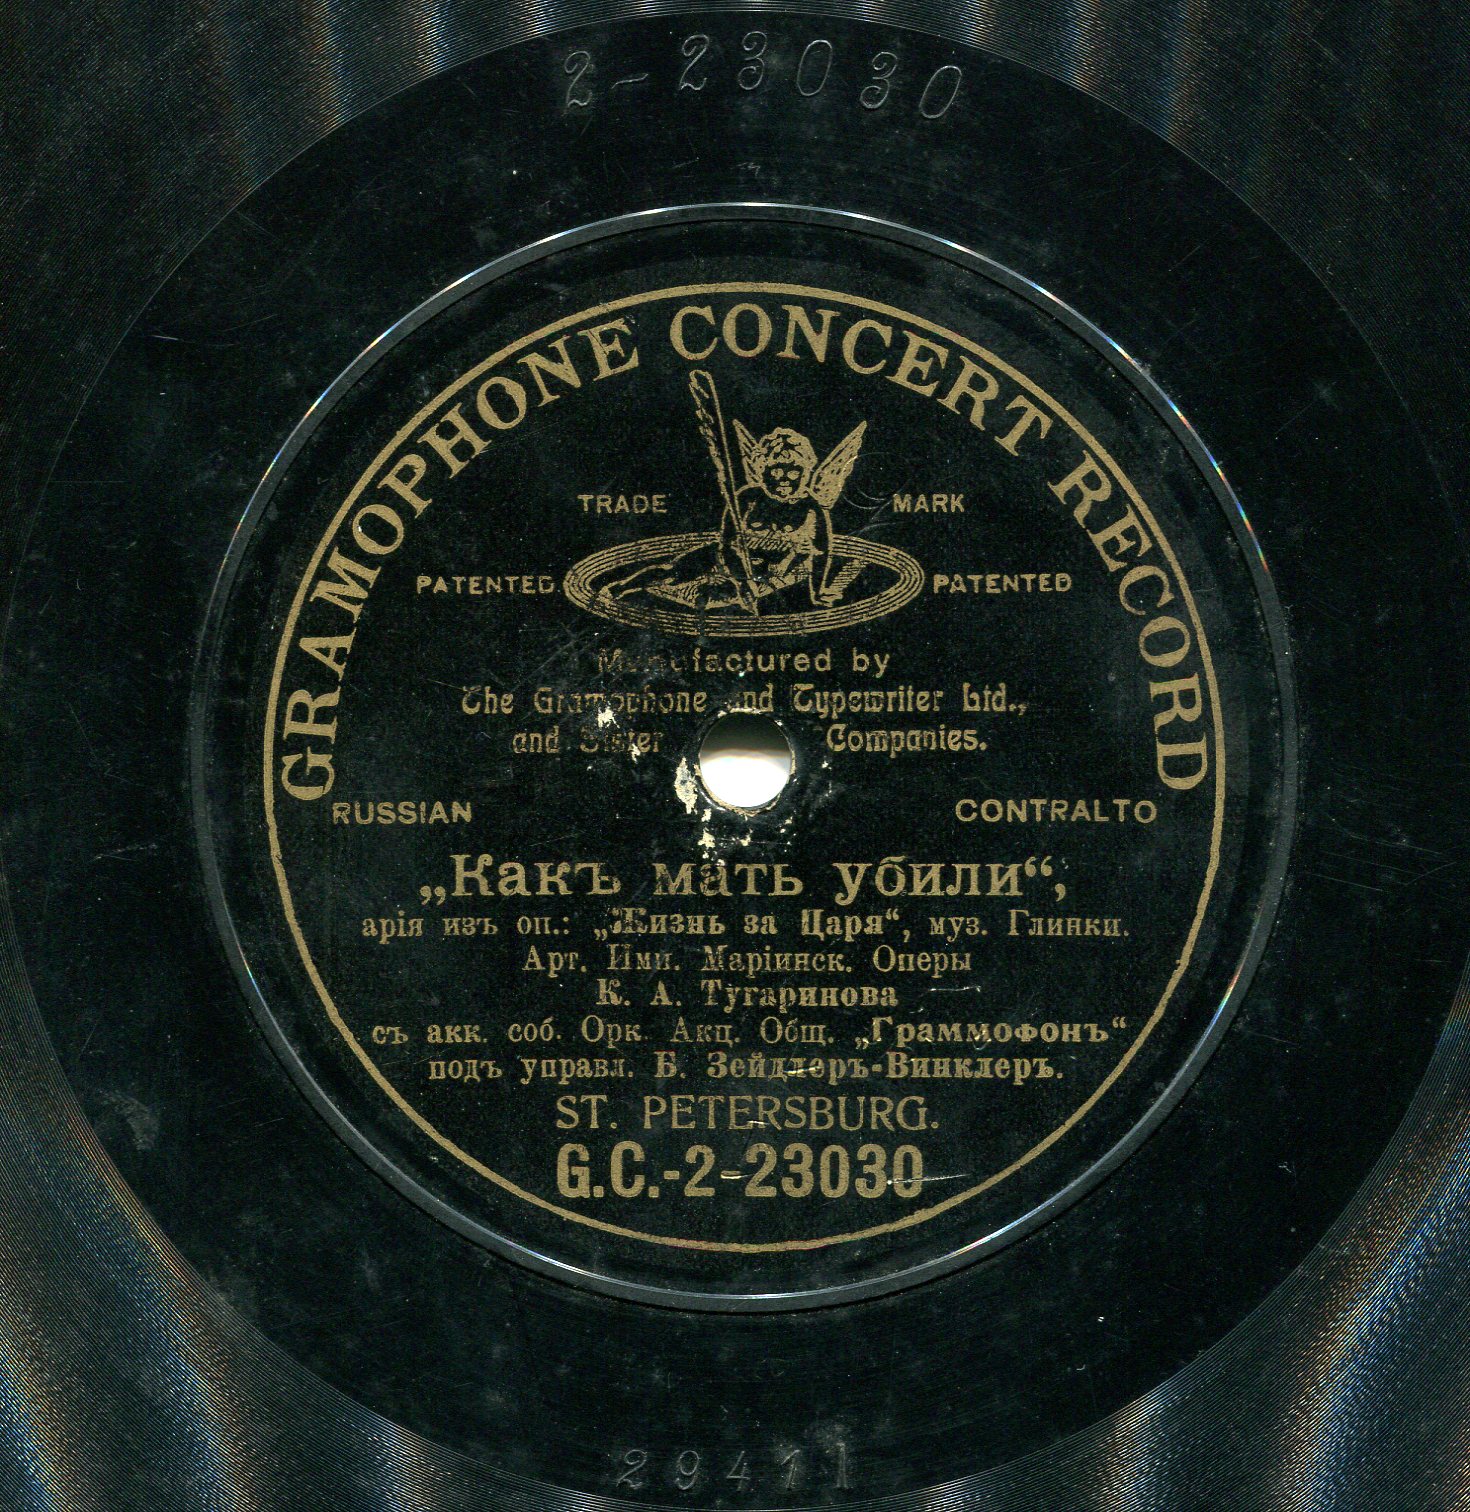 2-23030
GRAMOPHONE CONCERT RECORD
TRADE MARK
PATENTED. PATENTED
Manufactured by
The Gramophone and Typewriter Ltd.,
and Sister Companies.
RUSSIAN CONTRALTO
„Какъ мать убили“,
арія изъ оп.: „Жизнь за Царя“, муз. Глинки.
Арт. Имп. Маріинск. Оперы
К. А. Тугаринова
съ акк. соб. Орк. Акц. Общ. „Граммофонъ“
подъ управл. Б. Зейдлеръ-Винклеръ.
ST. PETERSBURG.
G.C.-2-23030
29411